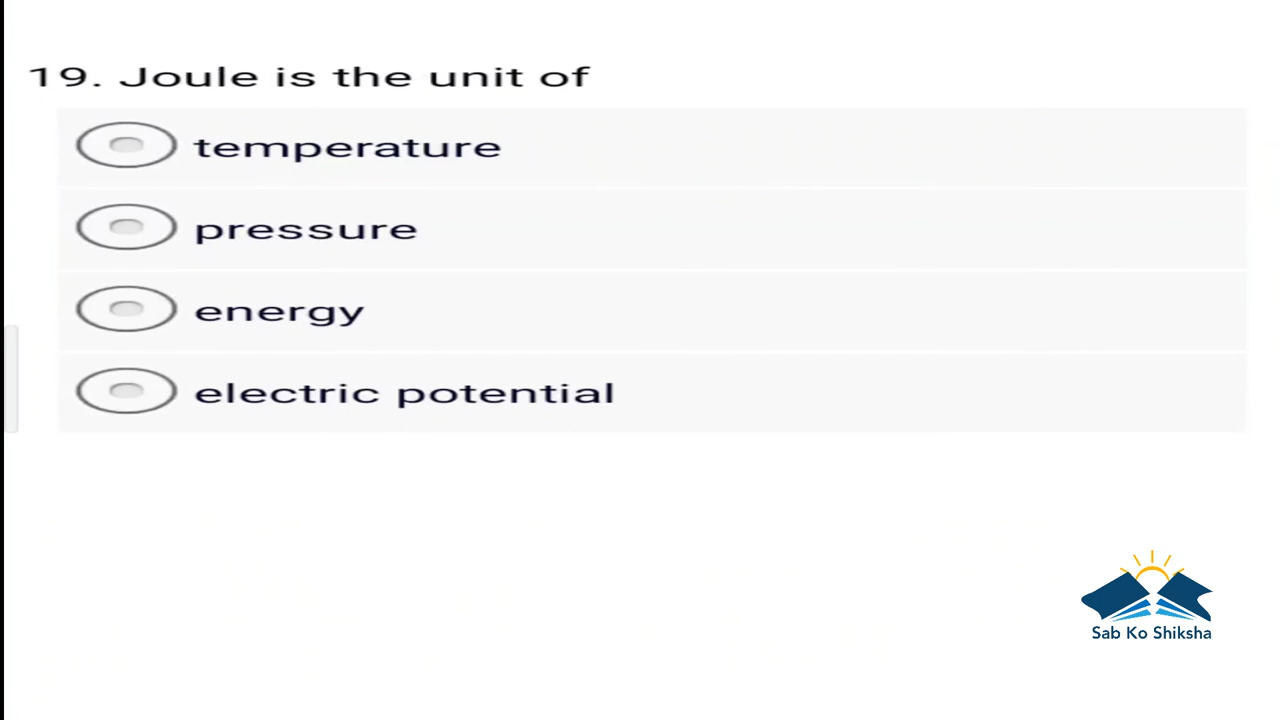 19. Joule is the unit of
temperature
pressure
energy
electric potential
Sab Ko Shiksha